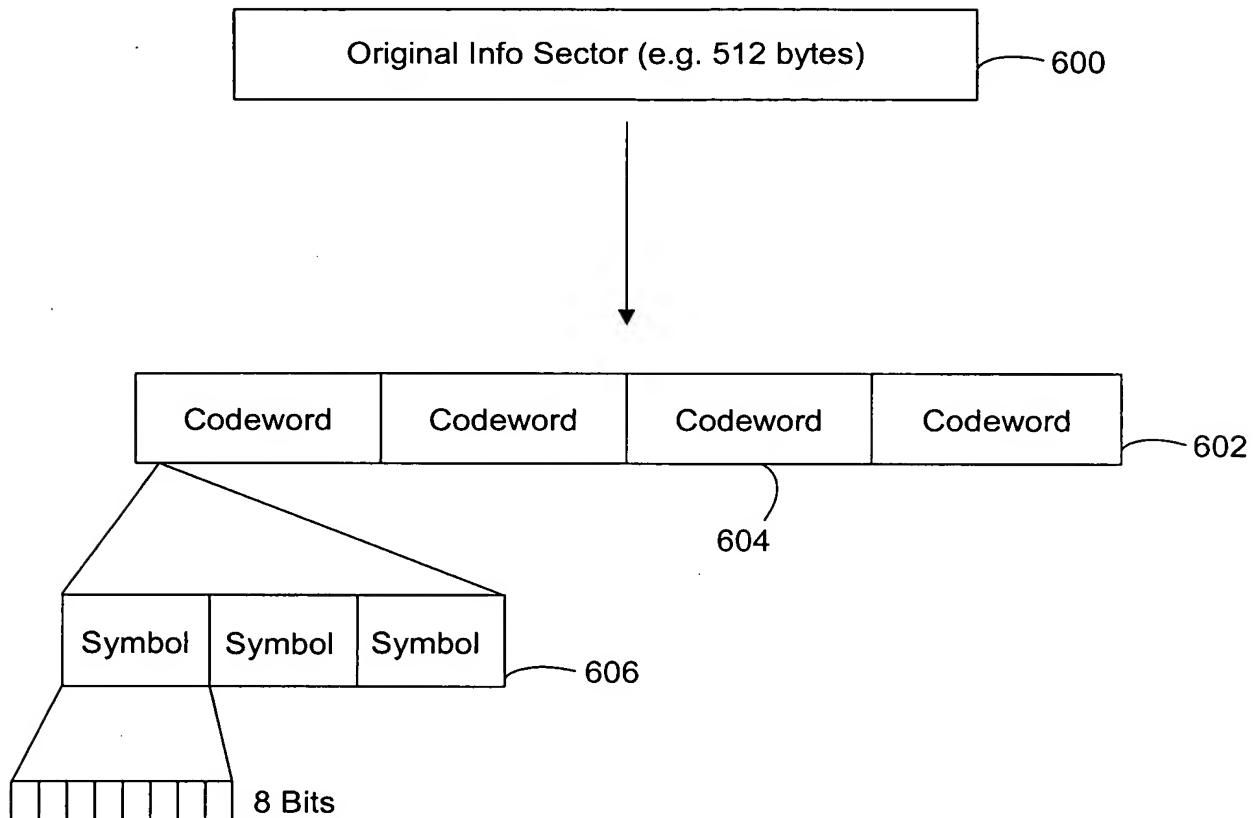 Original Info Sector (e.g. 512 bytes)
600
Codeword Codeword Codeword Codeword
602
604
Symbol Symbol Symbol
606
8 Bits